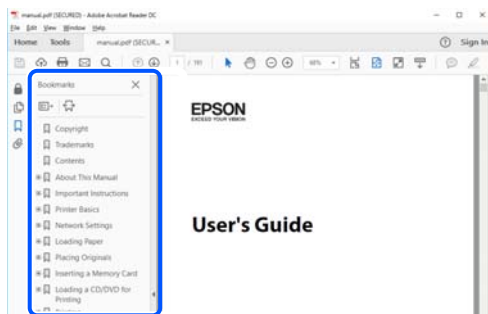 manual.pdf (SECURED) - Adobe Acrobat Reader DC
File Edit View Window Help
Home Tools manual.pdf (SECUR... × Sign In
1 / 191
Bookmarks
EPSON
EXCEED YOUR VISION
Copyright
Trademarks
Contents
About This Manual
Important Instructions
Printer Basics
Network Settings
User's Guide
Loading Paper
Placing Originals
Inserting a Memory Card
Loading a CD/DVD for
Printing